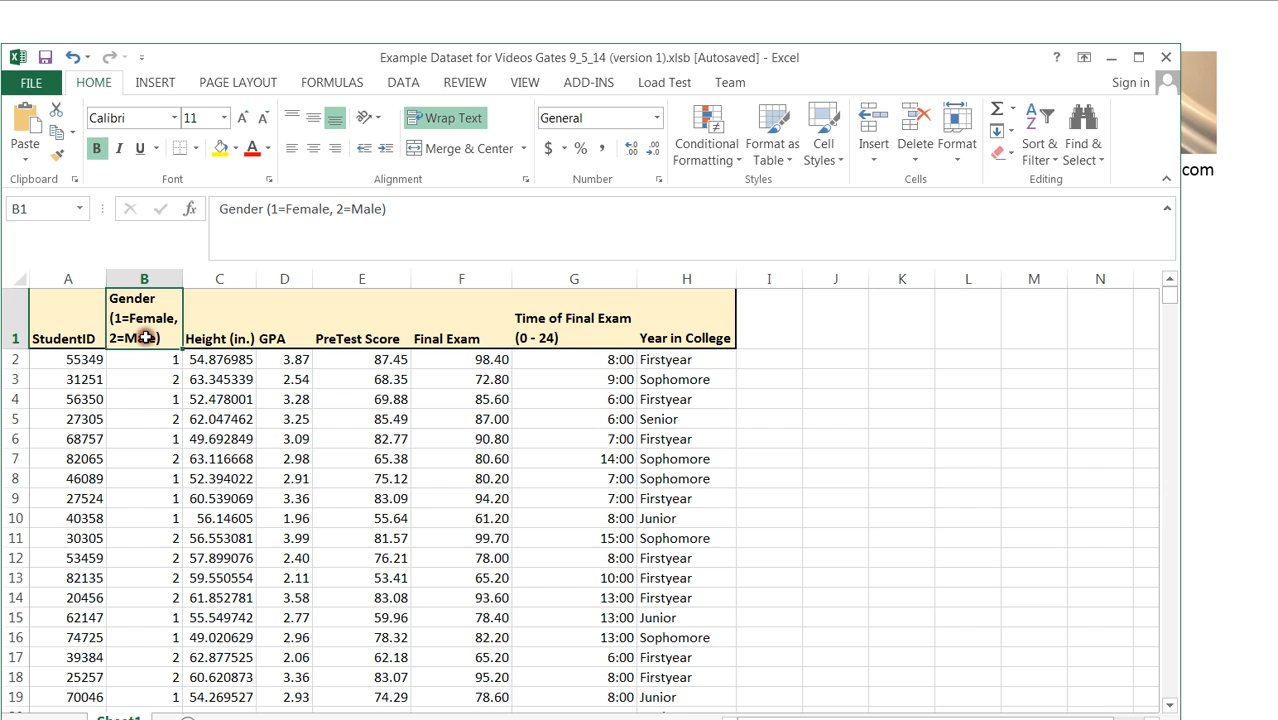 Example Dataset for Videos Gates 9_5_14 (version 1).xlsb [Autosaved] - Excel
?
FILE HOME INSERT PAGE LAYOUT FORMULAS DATA REVIEW VIEW ADD-INS Load Test Team Sign in
Calibri 11 Wrap Text General
Paste B I U A Merge & Center $ % , Conditional Formatting Format as Table Cell Styles Insert Delete Format Sort & Filter Find & Select
Clipboard Font Alignment Number Styles Cells Editing
com
B1 fx Gender (1=Female, 2=Male)
A B C D E F G H I J K L M N
Gender
(1=Female, Time of Final Exam
1 StudentID 2=Male) Height (in.) GPA PreTest Score Final Exam (0 - 24) Year in College
2 55349 1 54.876985 3.87 87.45 98.40 8:00 Firstyear
3 31251 2 63.345339 2.54 68.35 72.80 9:00 Sophomore
4 56350 1 52.478001 3.28 69.88 85.60 6:00 Firstyear
5 27305 2 62.047462 3.25 85.49 87.00 6:00 Senior
6 68757 1 49.692849 3.09 82.77 90.80 7:00 Firstyear
7 82065 2 63.116668 2.98 65.38 80.60 14:00 Sophomore
8 46089 1 52.394022 2.91 75.12 80.20 7:00 Sophomore
9 27524 1 60.539069 3.36 83.09 94.20 7:00 Firstyear
10 40358 1 56.14605 1.96 55.64 61.20 8:00 Junior
11 30305 2 56.553081 3.99 81.57 99.70 15:00 Sophomore
12 53459 2 57.899076 2.40 76.21 78.00 8:00 Firstyear
13 82135 2 59.550554 2.11 53.41 65.20 10:00 Firstyear
14 20456 2 61.852781 3.58 83.08 93.60 13:00 Firstyear
15 62147 1 55.549742 2.77 59.96 78.40 13:00 Junior
16 74725 1 49.020629 2.96 78.32 82.20 13:00 Sophomore
17 39384 2 62.877525 2.06 62.18 65.20 6:00 Firstyear
18 25257 2 60.620873 3.36 83.07 95.20 8:00 Firstyear
19 70046 1 54.269527 2.93 74.29 78.60 8:00 Junior
Sheet1